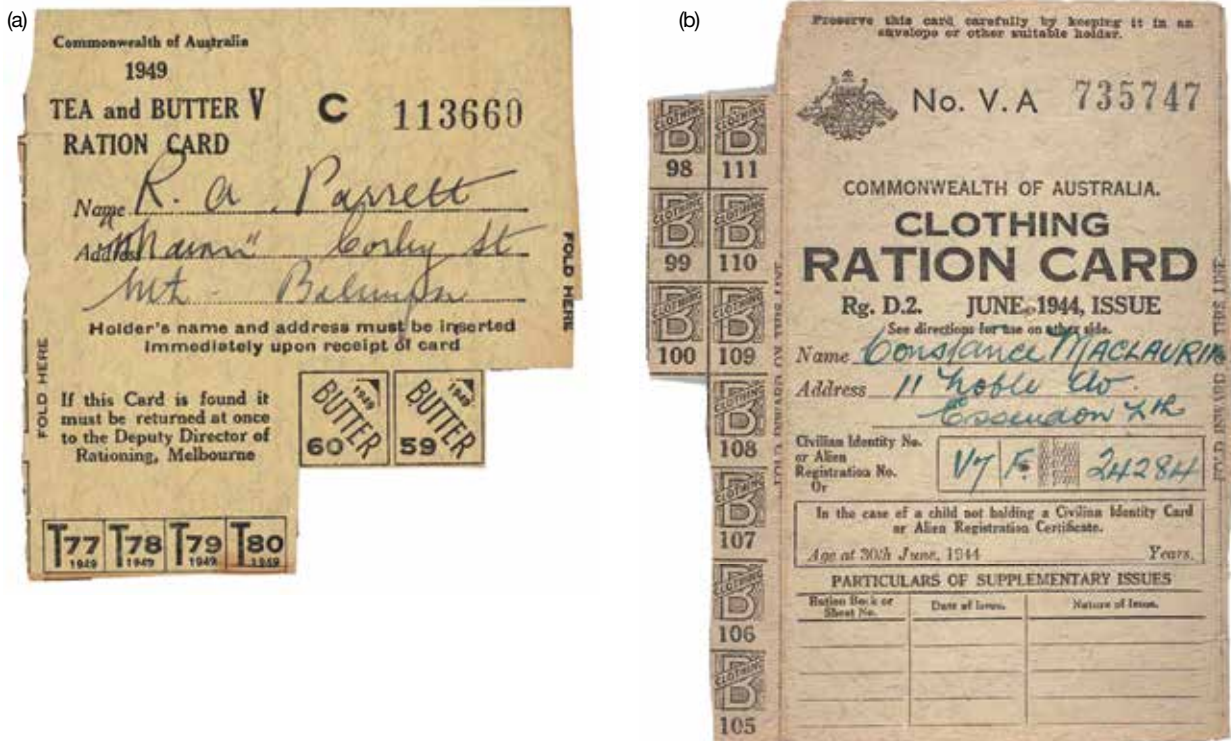 (a)
Commonwealth of Australia
1949
TEA and BUTTER V
RATION CARD
C 113660
Name R. A. Parrett
Address Corby St
Mt.
Holder's name and address must be inserted
immediately upon receipt of card
FOLD HERE
FOLD HERE
If this Card is found it
must be returned at once
to the Deputy Director of
Rationing, Melbourne
1949 BUTTER 60
1949 BUTTER 59
T77 1949 T78 1949 T79 1949 T80 1949
(b)
Preserve this card carefully by keeping it in an
envelope or other suitable holder.
No. V.A 735747
COMMONWEALTH OF AUSTRALIA.
CLOTHING
RATION CARD
Rg. D.2. JUNE, 1944, ISSUE
See directions for use on other side.
Name Constance MACLAURIN
Address 11 Noble Av.
Essendon
Civilian Identity No.
or Alien
Registration No.
Or
V7 F. 24284
In the case of a child not holding a Civilian Identity Card
or Alien Registration Certificate.
Age at 30th June, 1944 Years.
PARTICULARS OF SUPPLEMENTARY ISSUES
Ration Book or
Sheet No.
Date of Issue.
Nature of Issue.
FOLD INWARD ON THIS LINE
FOLD INWARD ON THIS LINE
CLOTHING B 98
CLOTHING B 111
CLOTHING B 99
CLOTHING B 110
CLOTHING B 100
CLOTHING B 109
CLOTHING B 108
CLOTHING B 107
CLOTHING B 106
CLOTHING B 105